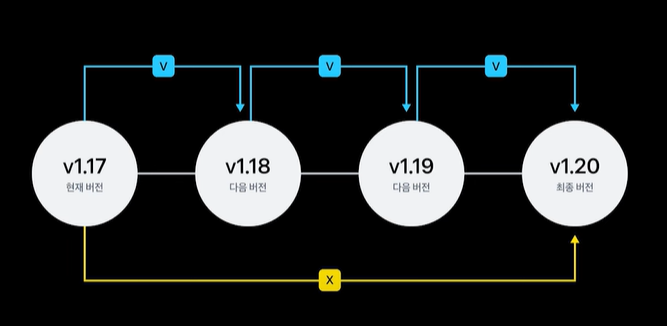 V
V
V
v1.17
현재 버전
v1.18
다음 버전
v1.19
다음 버전
v1.20
최종 버전
X